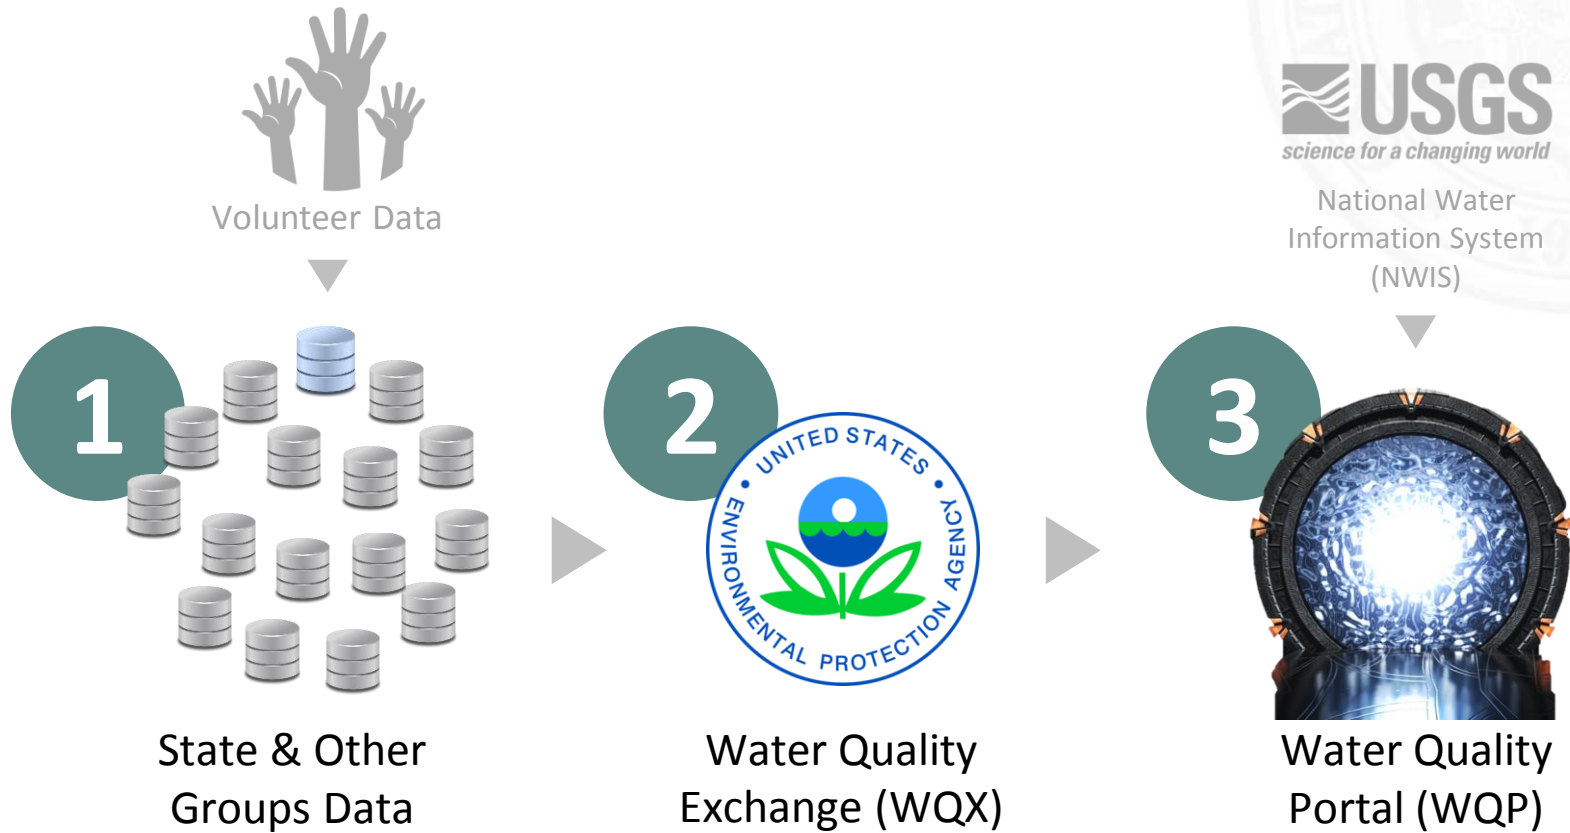 Volunteer Data
USGS
science for a changing world
National Water
Information System
(NWIS)
1
2
3
UNITED STATES
ENVIRONMENTAL PROTECTION AGENCY
State & Other
Groups Data
Water Quality
Exchange (WQX)
Water Quality
Portal (WQP)